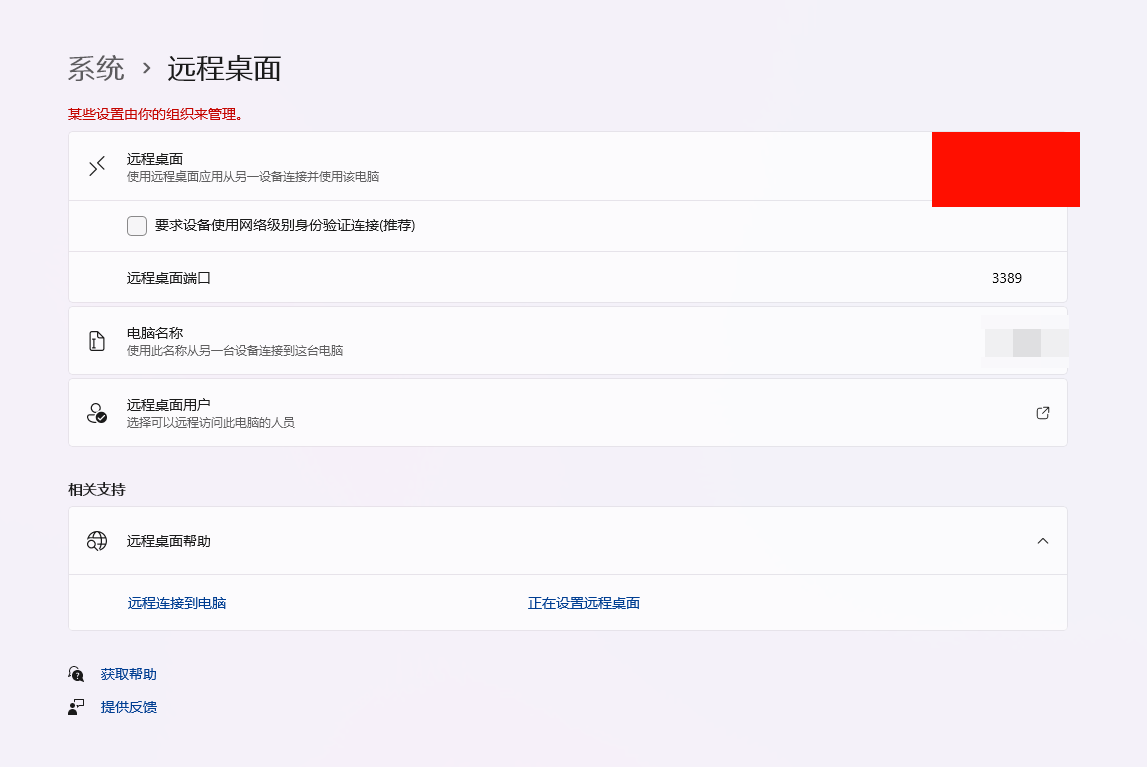 系统 › 远程桌面
某些设置由你的组织来管理。
远程桌面
使用远程桌面应用从另一设备连接并使用该电脑
要求设备使用网络级别身份验证连接(推荐)
远程桌面端口 3389
电脑名称
使用此名称从另一台设备连接到这台电脑
远程桌面用户
选择可以远程访问此电脑的人员
相关支持
远程桌面帮助
远程连接到电脑 正在设置远程桌面
获取帮助
提供反馈